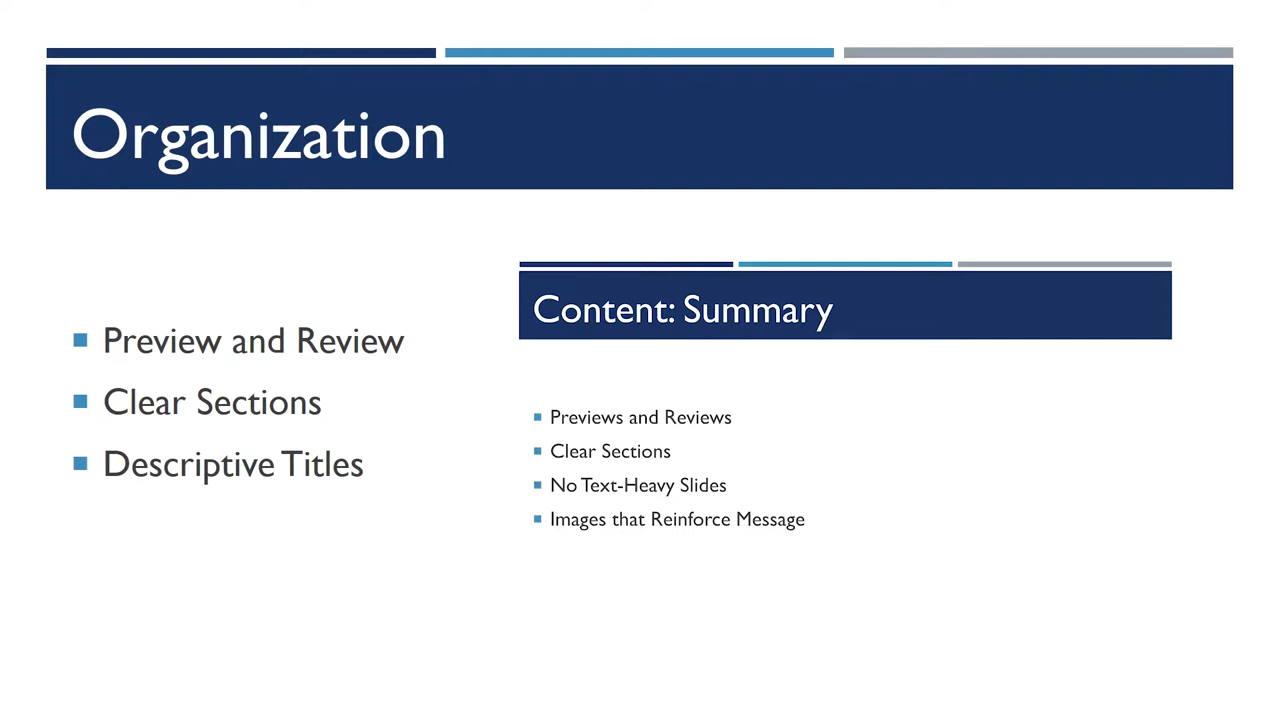 Organization
Preview and Review
Clear Sections
Descriptive Titles
Content: Summary
Previews and Reviews
Clear Sections
No Text-Heavy Slides
Images that Reinforce Message